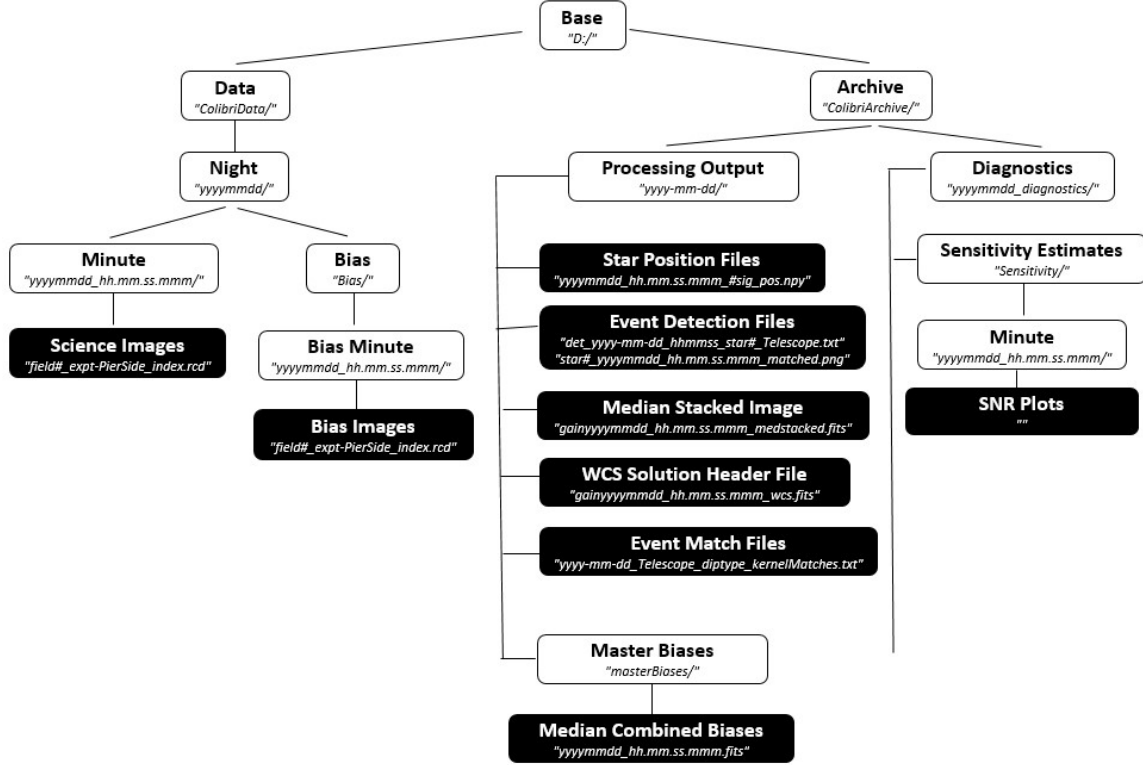 Base
"D:/"
Data
"ColibriData/"
Archive
"ColibriArchive/"
Night
"yyyymmdd/"
Processing Output
"yyyy-mm-dd/"
Diagnostics
"yyyymmdd_diagnostics/"
Minute
"yyyymmdd_hh.mm.ss.mmm/"
Bias
"Bias/"
Star Position Files
"yyyymmdd_hh.mm.ss.mmm_#sig_pos.npy"
Sensitivity Estimates
"Sensitivity/"
Science Images
"field#_expt-PierSide_index.rcd"
Bias Minute
"yyyymmdd_hh.mm.ss.mmm/"
Event Detection Files
"det_yyyy-mm-dd_hhmmss_star#_Telescope.txt"
"star#_yyyymmdd_hh.mm.ss.mmm_matched.png"
Minute
"yyyymmdd_hh.mm.ss.mmm/"
Bias Images
"field#_expt-PierSide_index.rcd"
Median Stacked Image
"gainyyyymmdd_hh.mm.ss.mmm_medstacked.fits"
SNR Plots
""
WCS Solution Header File
"gainyyyymmdd_hh.mm.ss.mmm_wcs.fits"
Event Match Files
"yyyy-mm-dd_Telescope_diptype_kernelMatches.txt"
Master Biases
"masterBiases/"
Median Combined Biases
"yyyymmdd_hh.mm.ss.mmm.fits"